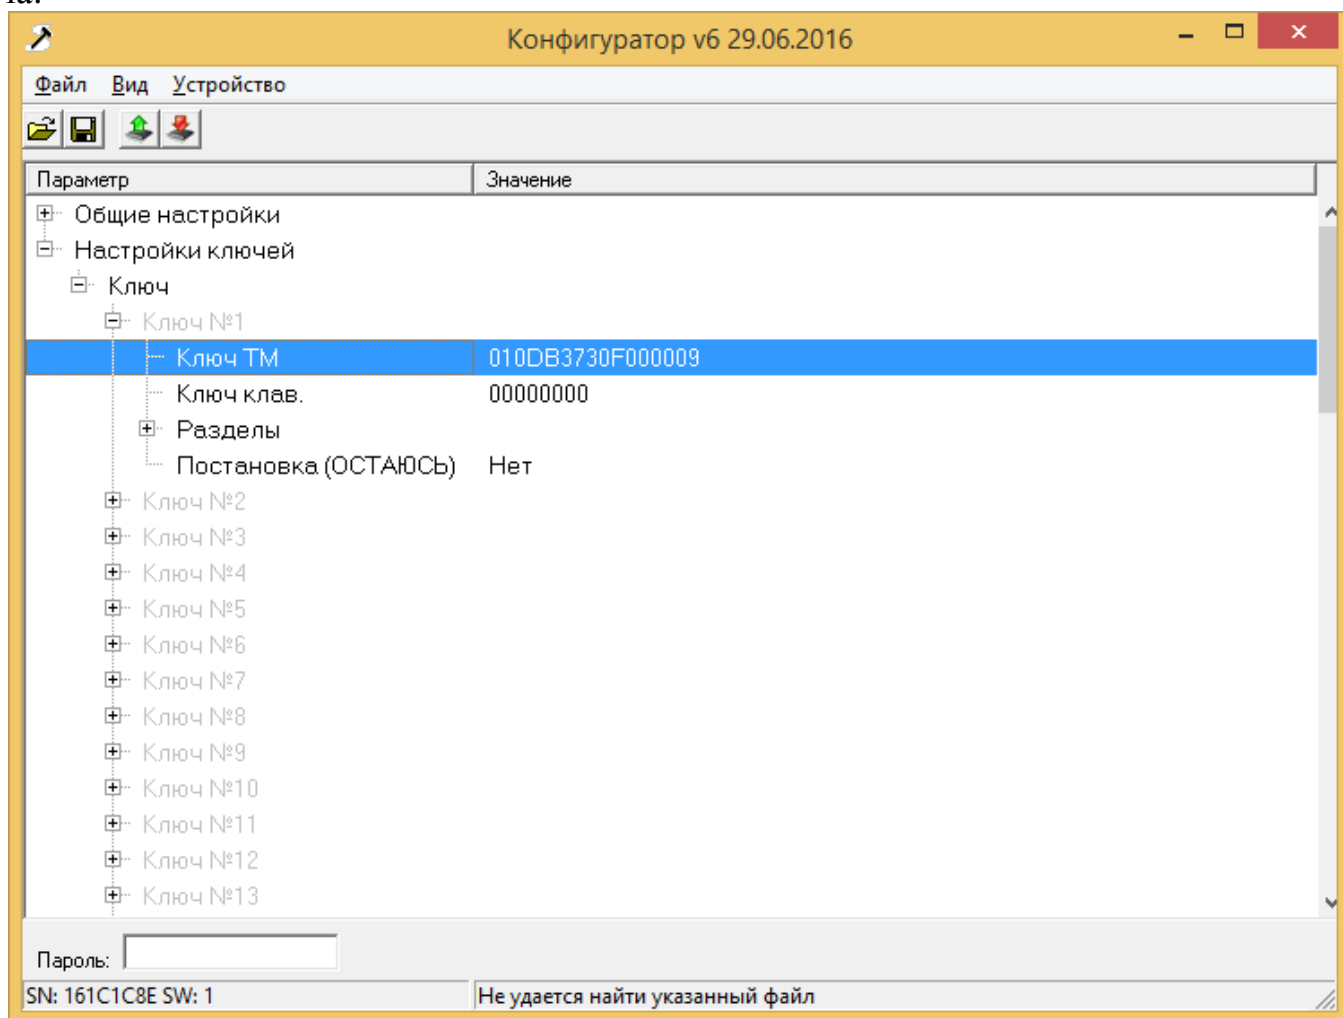 Конфигуратор v6 29.06.2016
Файл Вид Устройство
Параметр Значение
Общие настройки
Настройки ключей
Ключ
Ключ №1
Ключ ТМ 010DB3730F000009
Ключ клав. 00000000
Разделы
Постановка (ОСТАЮСЬ) Нет
Ключ №2
Ключ №3
Ключ №4
Ключ №5
Ключ №6
Ключ №7
Ключ №8
Ключ №9
Ключ №10
Ключ №11
Ключ №12
Ключ №13
Пароль:
SN: 161C1C8E SW: 1 Не удается найти указанный файл